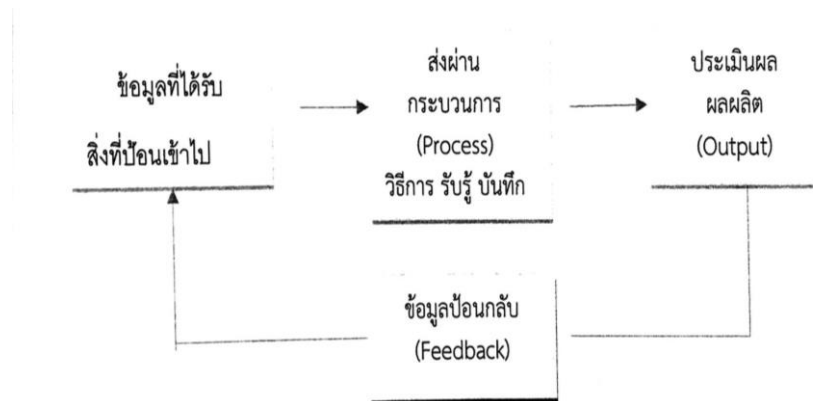 ข้อมูลที่ได้รับ
สิ่งที่ป้อนเข้าไป
ส่งผ่าน
กระบวนการ
(Process)
วิธีการ รับรู้ บันทึก
ประเมินผล
ผลผลิต
(Output)
ข้อมูลป้อนกลับ
(Feedback)